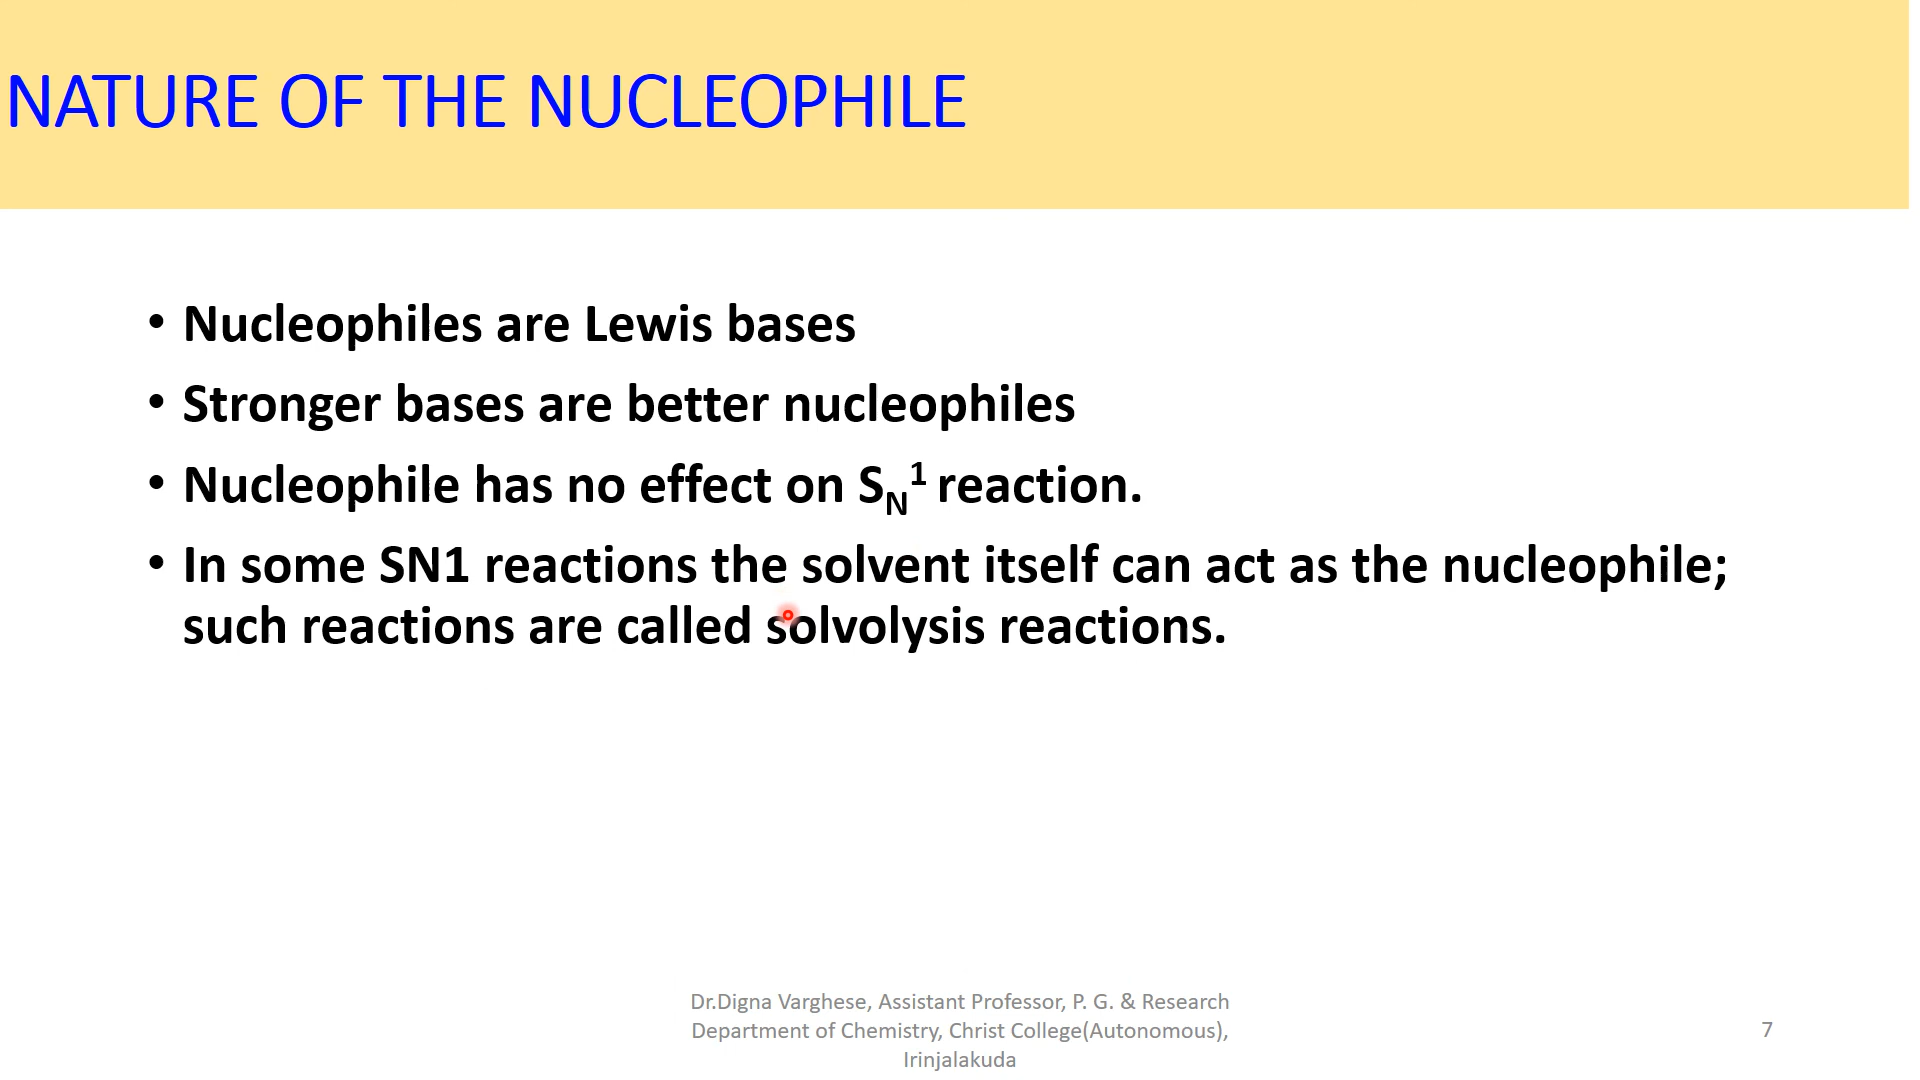 NATURE OF THE NUCLEOPHILE
• Nucleophiles are Lewis bases
• Stronger bases are better nucleophiles
• Nucleophile has no effect on S_N^1 reaction.
• In some SN1 reactions the solvent itself can act as the nucleophile;
such reactions are called solvolysis reactions.
Dr.Digna Varghese, Assistant Professor, P. G. & Research
Department of Chemistry, Christ College(Autonomous),
Irinjalakuda
7